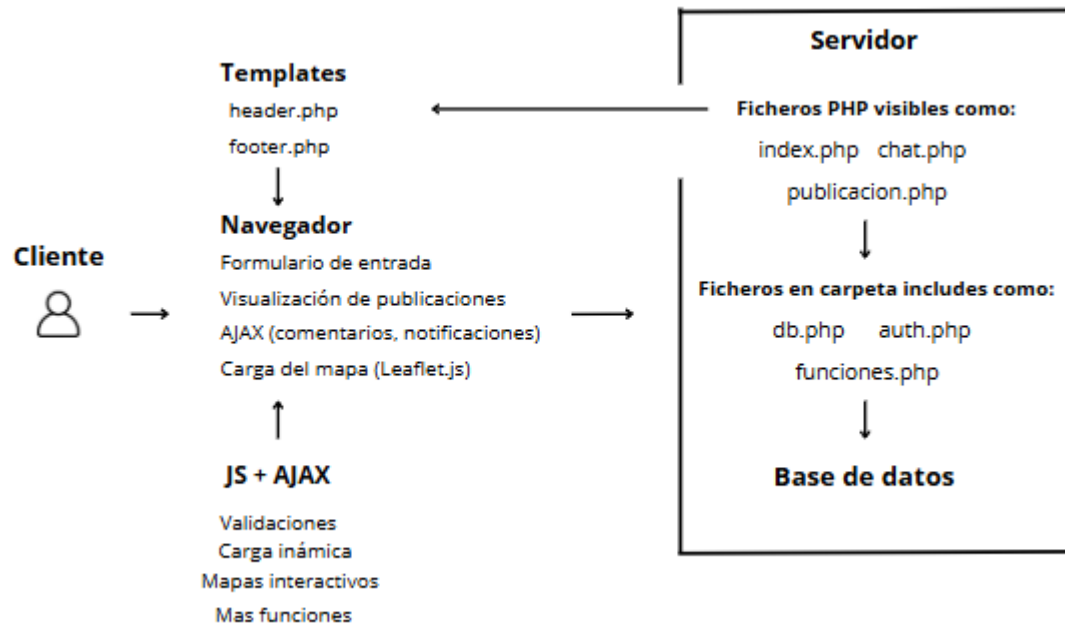 Servidor
Templates
header.php
footer.php
Ficheros PHP visibles como:
index.php chat.php
publicacion.php
Cliente
Navegador
Formulario de entrada
Visualización de publicaciones
AJAX (comentarios, notificaciones)
Carga del mapa (Leaflet.js)
Ficheros en carpeta includes como:
db.php auth.php
funciones.php
Base de datos
JS + AJAX
Validaciones
Carga inámica
Mapas interactivos
Mas funciones